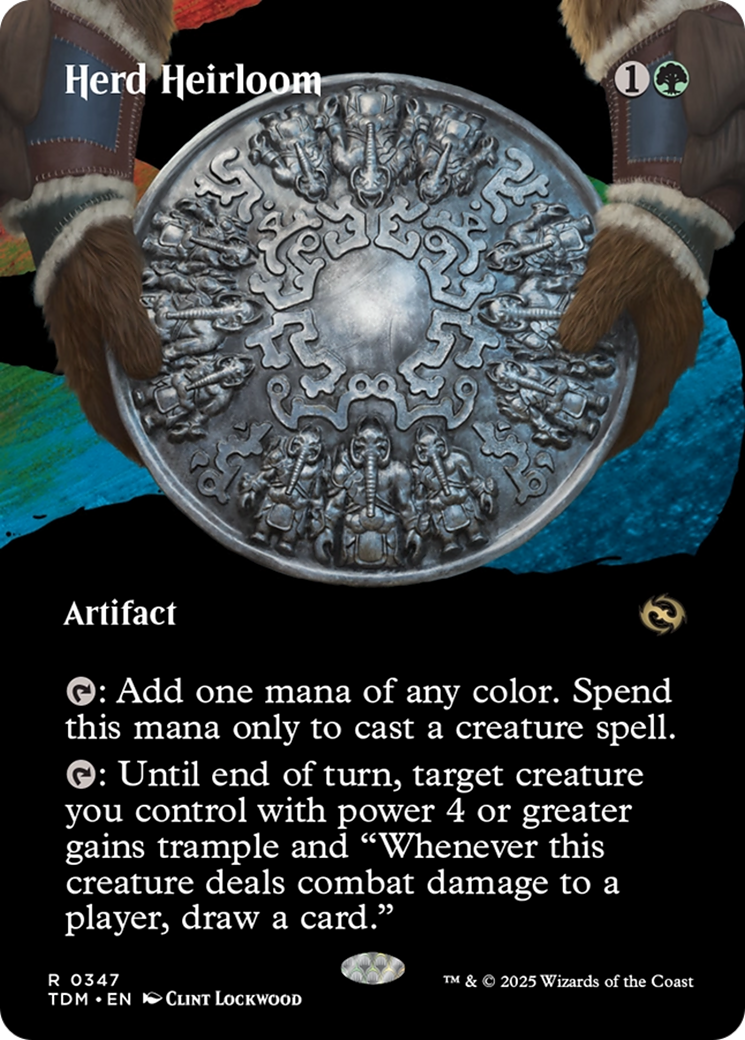 Herd Heirloom 1
Artifact
: Add one mana of any color. Spend
this mana only to cast a creature spell.
: Until end of turn, target creature
you control with power 4 or greater
gains trample and “Whenever this
creature deals combat damage to a
player, draw a card.”
R 0347
TDM • EN Clint Lockwood
™ & © 2025 Wizards of the Coast